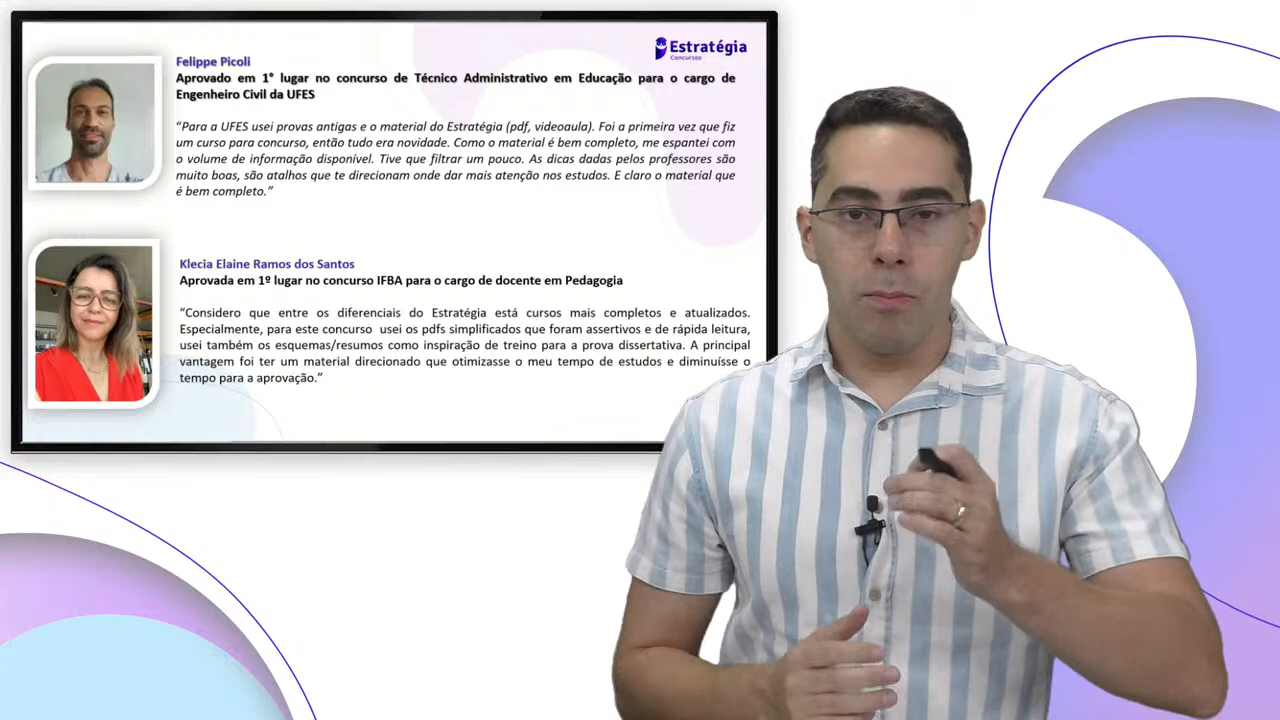 Estratégia
Concursos
Felippe Picoli
Aprovado em 1° lugar no concurso de Técnico Administrativo em Educação para o cargo de
Engenheiro Civil da UFES
“Para a UFES usei provas antigas e o material do Estratégia (pdf, videoaula). Foi a primeira vez que fiz
um curso para concurso, então tudo era novidade. Como o material é bem completo, me espantei com
o volume de informação disponível. Tive que filtrar um pouco. As dicas dadas pelos professores são
muito boas, são atalhos que te direcionam onde dar mais atenção nos estudos. E claro o material que
é bem completo.”
Klecia Elaine Ramos dos Santos
Aprovada em 1º lugar no concurso IFBA para o cargo de docente em Pedagogia
“Considero que entre os diferenciais do Estratégia está cursos mais completos e atualizados.
Especialmente, para este concurso usei os pdfs simplificados que foram assertivos e de rápida leitura,
usei também os esquemas/resumos como inspiração de treino para a prova dissertativa. A principal
vantagem foi ter um material direcionado que otimizasse o meu tempo de estudos e diminuísse o
tempo para a aprovação.”